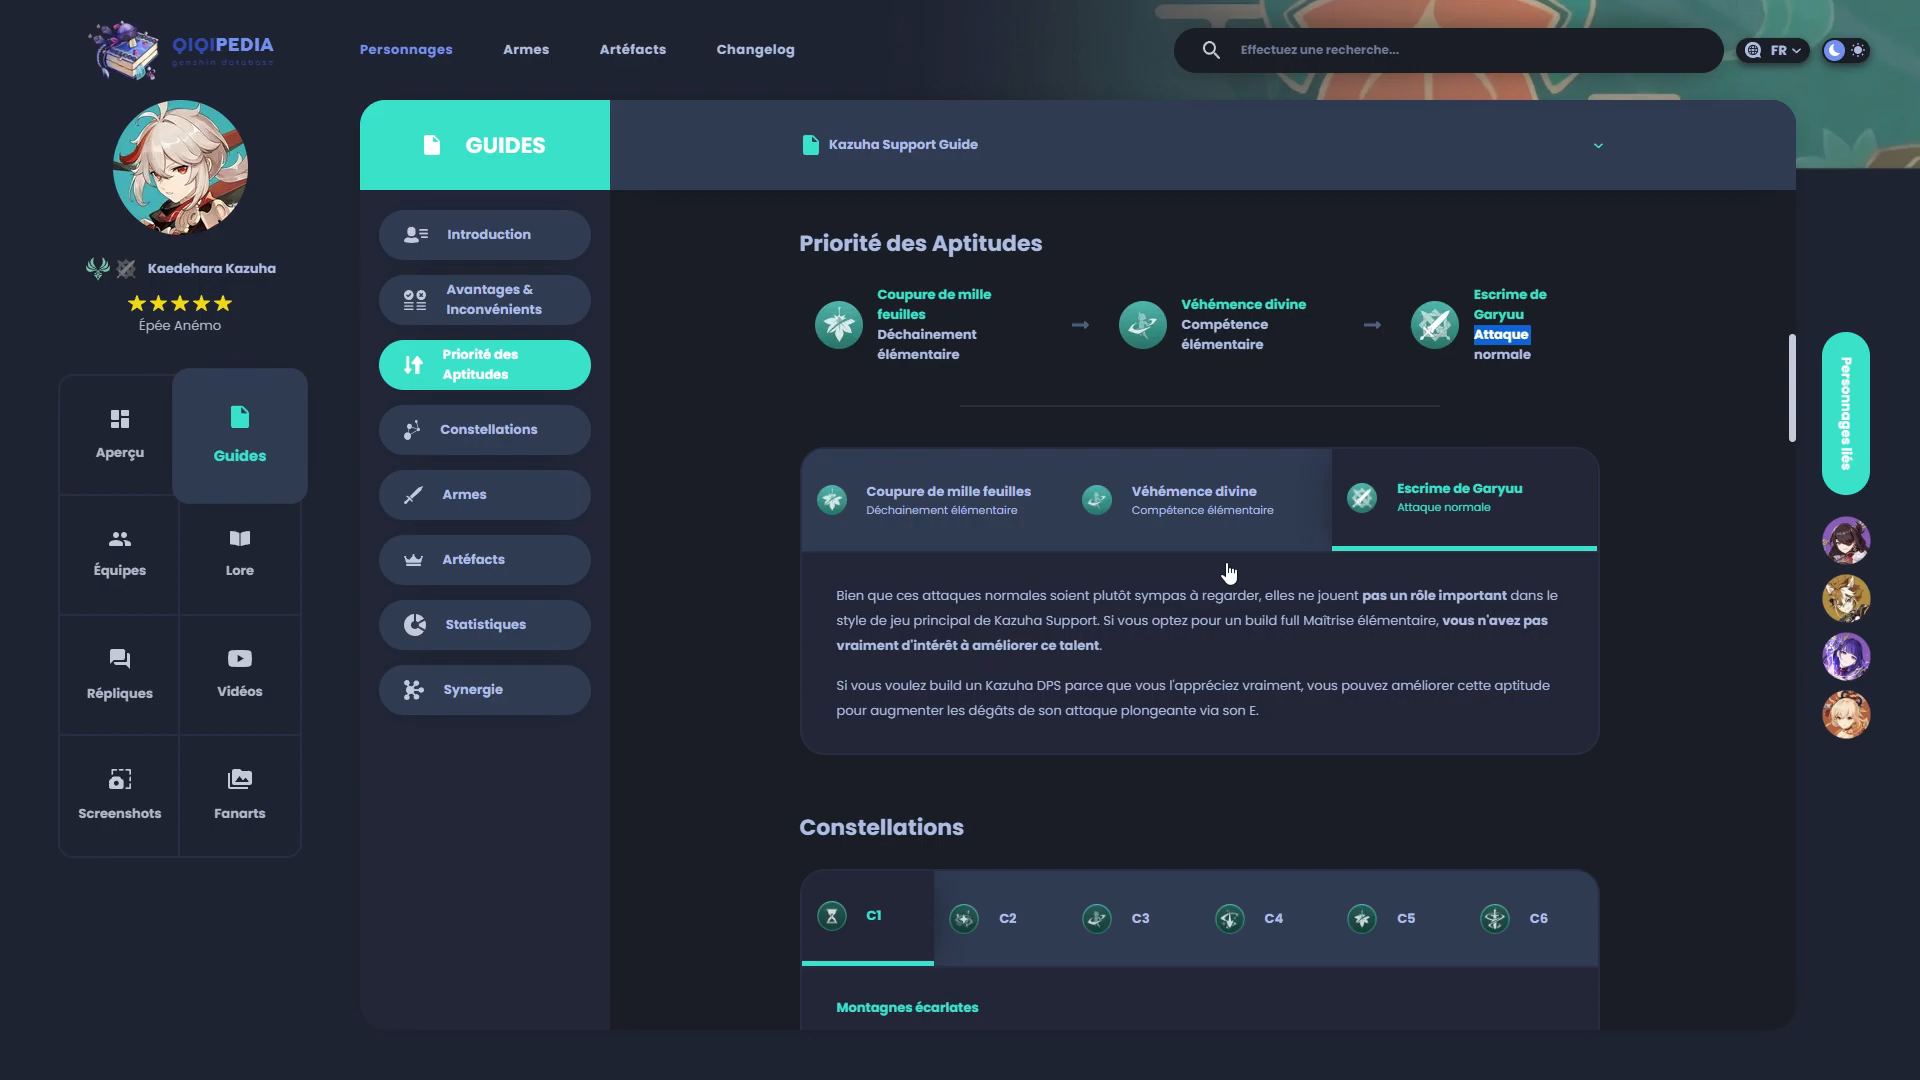 QIQIPEDIA
genshin database
Personnages
Armes
Artéfacts
Changelog
Effectuez une recherche...
FR
Kaedehara Kazuha
Épée Anémo
Aperçu
Guides
Équipes
Lore
Répliques
Vidéos
Screenshots
Fanarts
GUIDES
Kazuha Support Guide
Introduction
Avantages &
Inconvénients
Priorité des
Aptitudes
Constellations
Armes
Artéfacts
Statistiques
Synergie
Priorité des Aptitudes
Coupure de mille
feuilles
Déchainement
élémentaire
Véhémence divine
Compétence
élémentaire
Escrime de
Garyuu
Attaque
normale
Coupure de mille feuilles
Déchainement élémentaire
Véhémence divine
Compétence élémentaire
Escrime de Garyuu
Attaque normale
Bien que ces attaques normales soient plutôt sympas à regarder, elles ne jouent pas un rôle important dans le
style de jeu principal de Kazuha Support. Si vous optez pour un build full Maîtrise élémentaire, vous n'avez pas
vraiment d'intérêt à améliorer ce talent.
Si vous voulez build un Kazuha DPS parce que vous l'appréciez vraiment, vous pouvez améliorer cette aptitude
pour augmenter les dégâts de son attaque plongeante via son E.
Constellations
C1
C2
C3
C4
C5
C6
Montagnes écarlates
Personnages liés